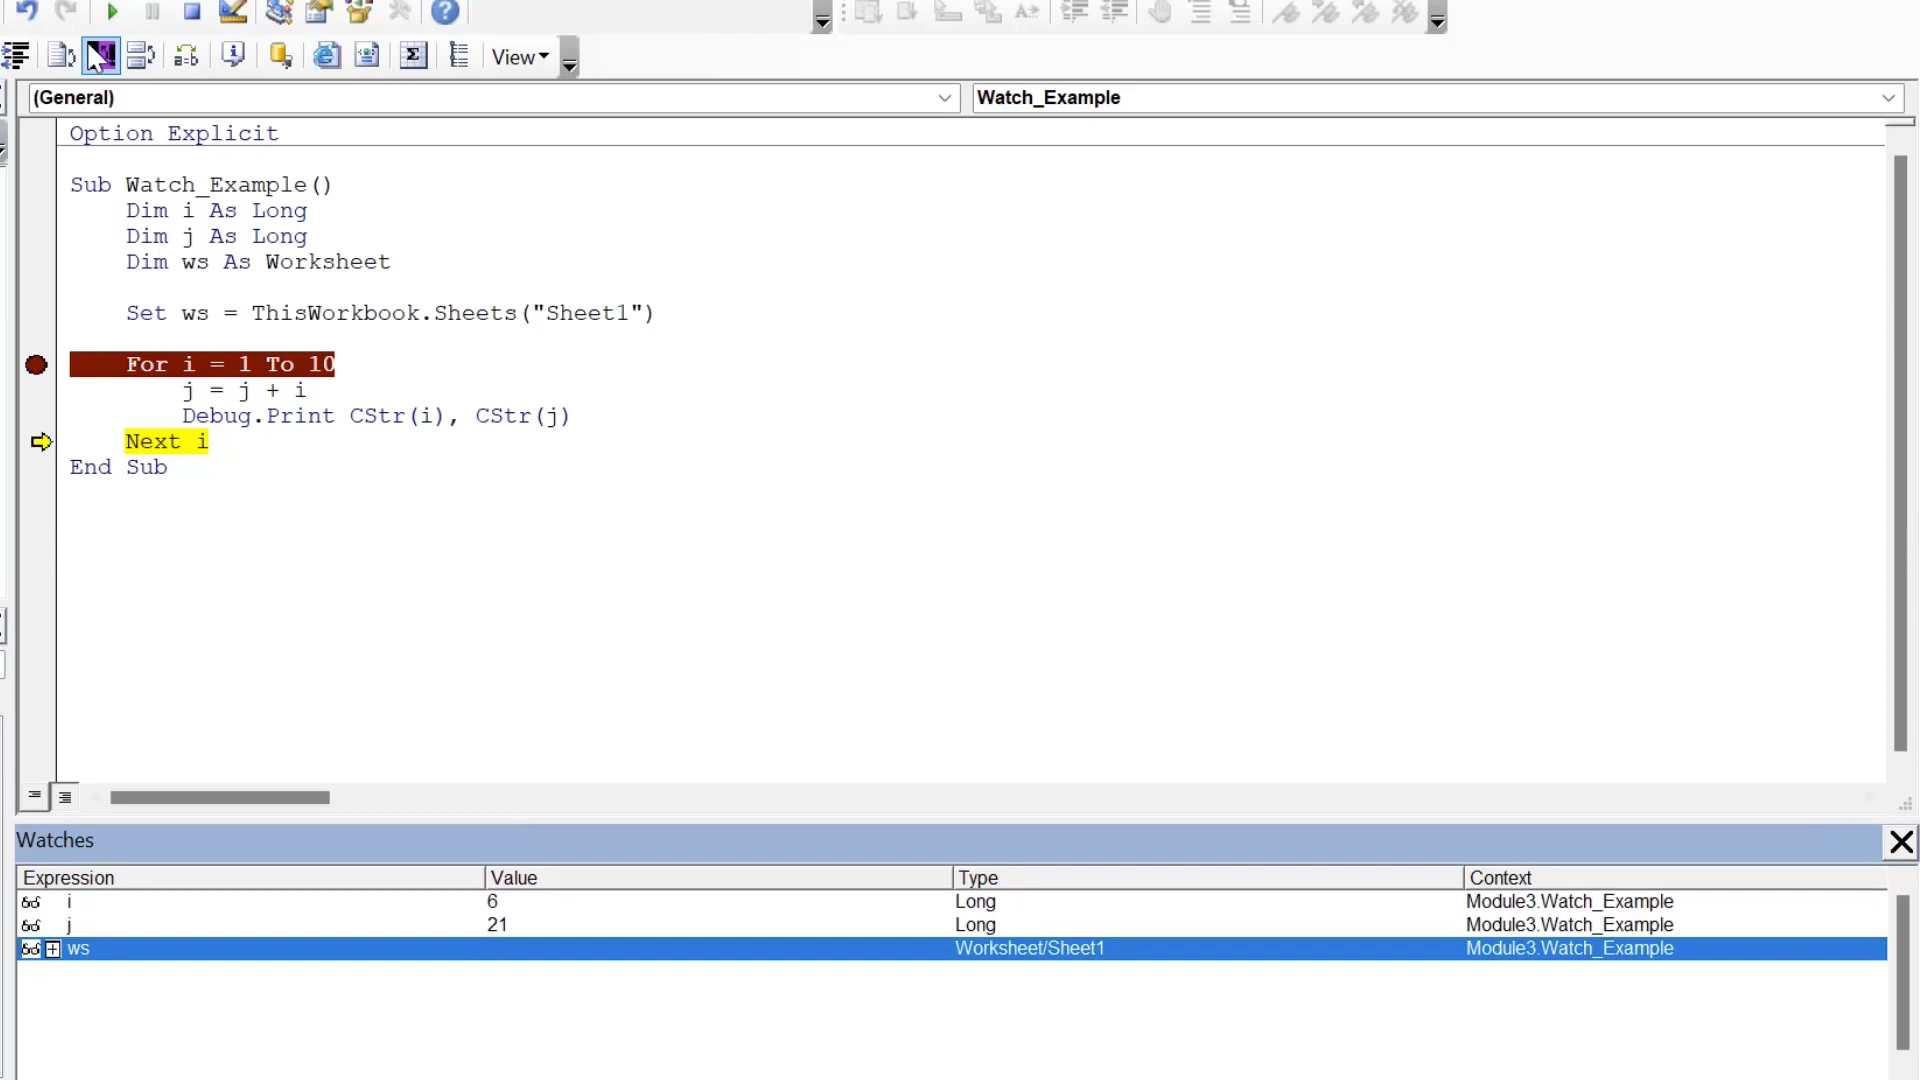 View
(General)
Watch_Example
Option Explicit
Sub Watch_Example()
Dim i As Long
Dim j As Long
Dim ws As Worksheet
Set ws = ThisWorkbook.Sheets("Sheet1")
For i = 1 To 10
j = j + i
Debug.Print CStr(i), CStr(j)
Next i
End Sub
Watches
Expression Value Type Context
i 6 Long Module3.Watch_Example
j 21 Long Module3.Watch_Example
ws Worksheet/Sheet1 Module3.Watch_Example